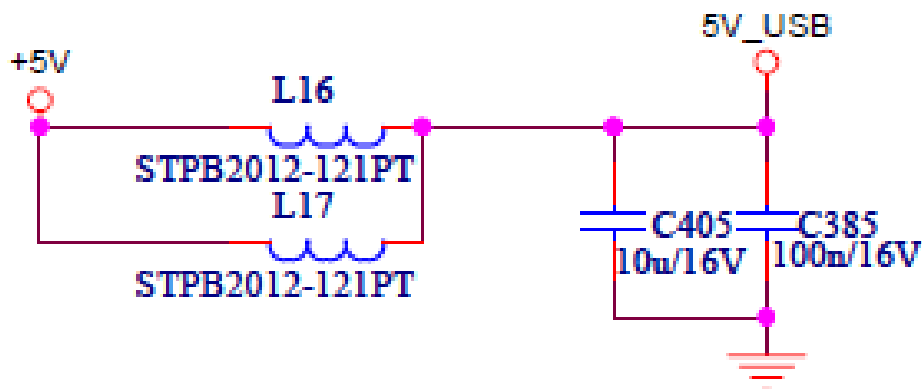 5V_USB
+5V
L16
STPB2012-121PT
L17
STPB2012-121PT
C405
10u/16V
C385
100n/16V